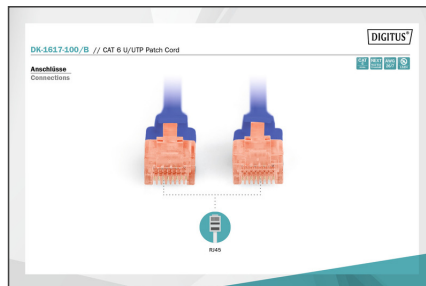 DIGITUS®
DK-1617-100/B // CAT 6 U/UTP Patch Cord
Anschlüsse
Connections
RJ45